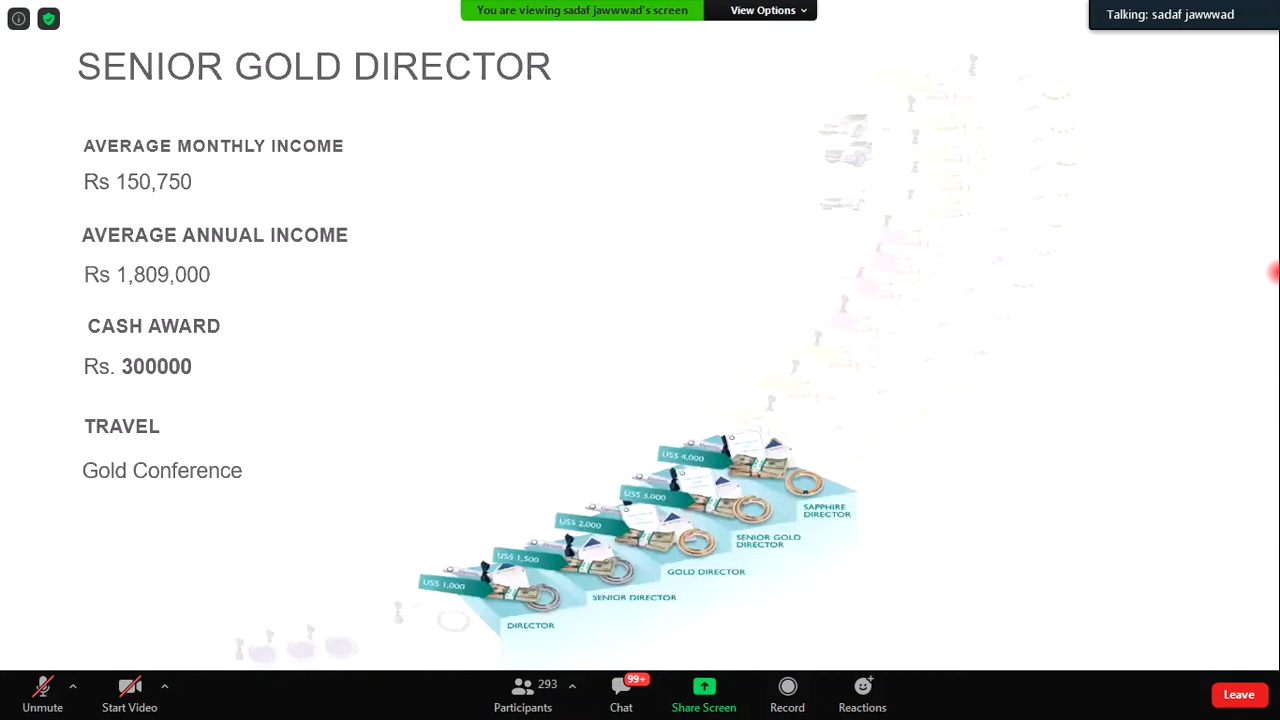 You are viewing sadaf jawwwad's screen
View Options
Talking: sadaf jawwwad
SENIOR GOLD DIRECTOR
AVERAGE MONTHLY INCOME
Rs 150,750
AVERAGE ANNUAL INCOME
Rs 1,809,000
CASH AWARD
Rs. 300000
TRAVEL
Gold Conference
US$ 4,000
SAPPHIRE
DIRECTOR
US$ 3,000
SENIOR GOLD
DIRECTOR
US$ 2,000
GOLD DIRECTOR
US$ 1,500
SENIOR DIRECTOR
US$ 1,000
DIRECTOR
Unmute
Start Video
293
Participants
99+
Chat
Share Screen
Record
Reactions
Leave